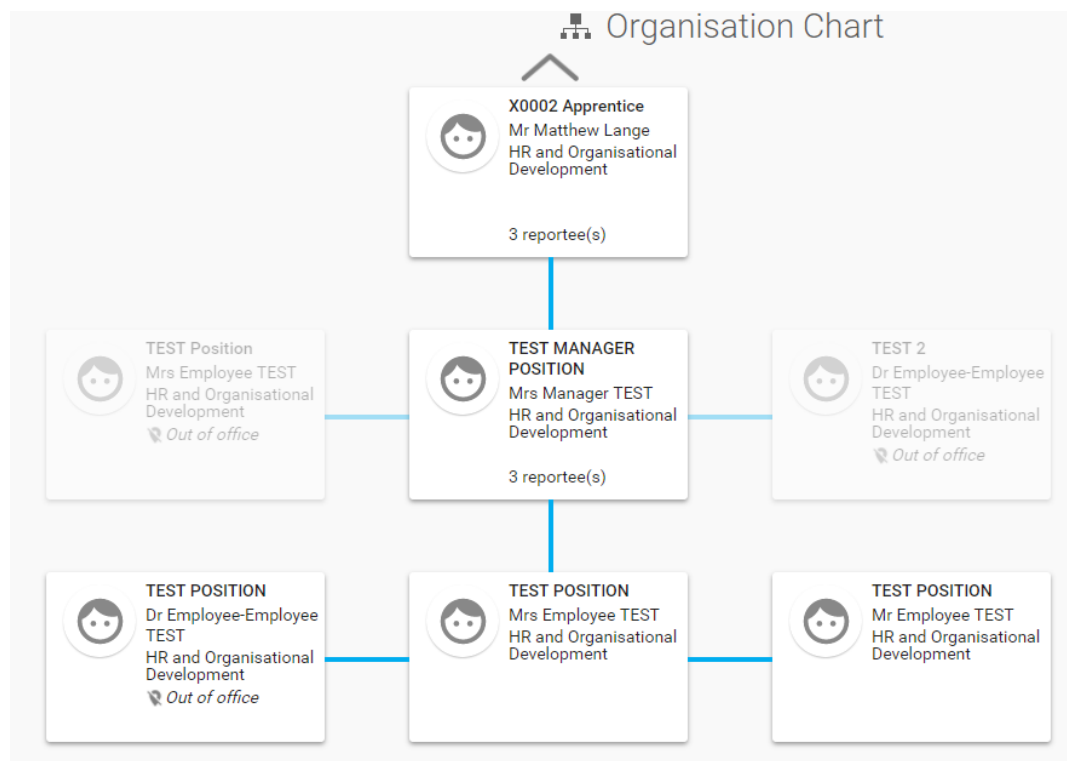 Organisation Chart
X0002 Apprentice
Mr Matthew Lange
HR and Organisational
Development
3 reportee(s)
TEST Position
Mrs Employee TEST
HR and Organisational
Development
Out of office
TEST MANAGER
POSITION
Mrs Manager TEST
HR and Organisational
Development
3 reportee(s)
TEST 2
Dr Employee-Employee
TEST
HR and Organisational
Development
Out of office
TEST POSITION
Dr Employee-Employee
TEST
HR and Organisational
Development
Out of office
TEST POSITION
Mrs Employee TEST
HR and Organisational
Development
TEST POSITION
Mr Employee TEST
HR and Organisational
Development